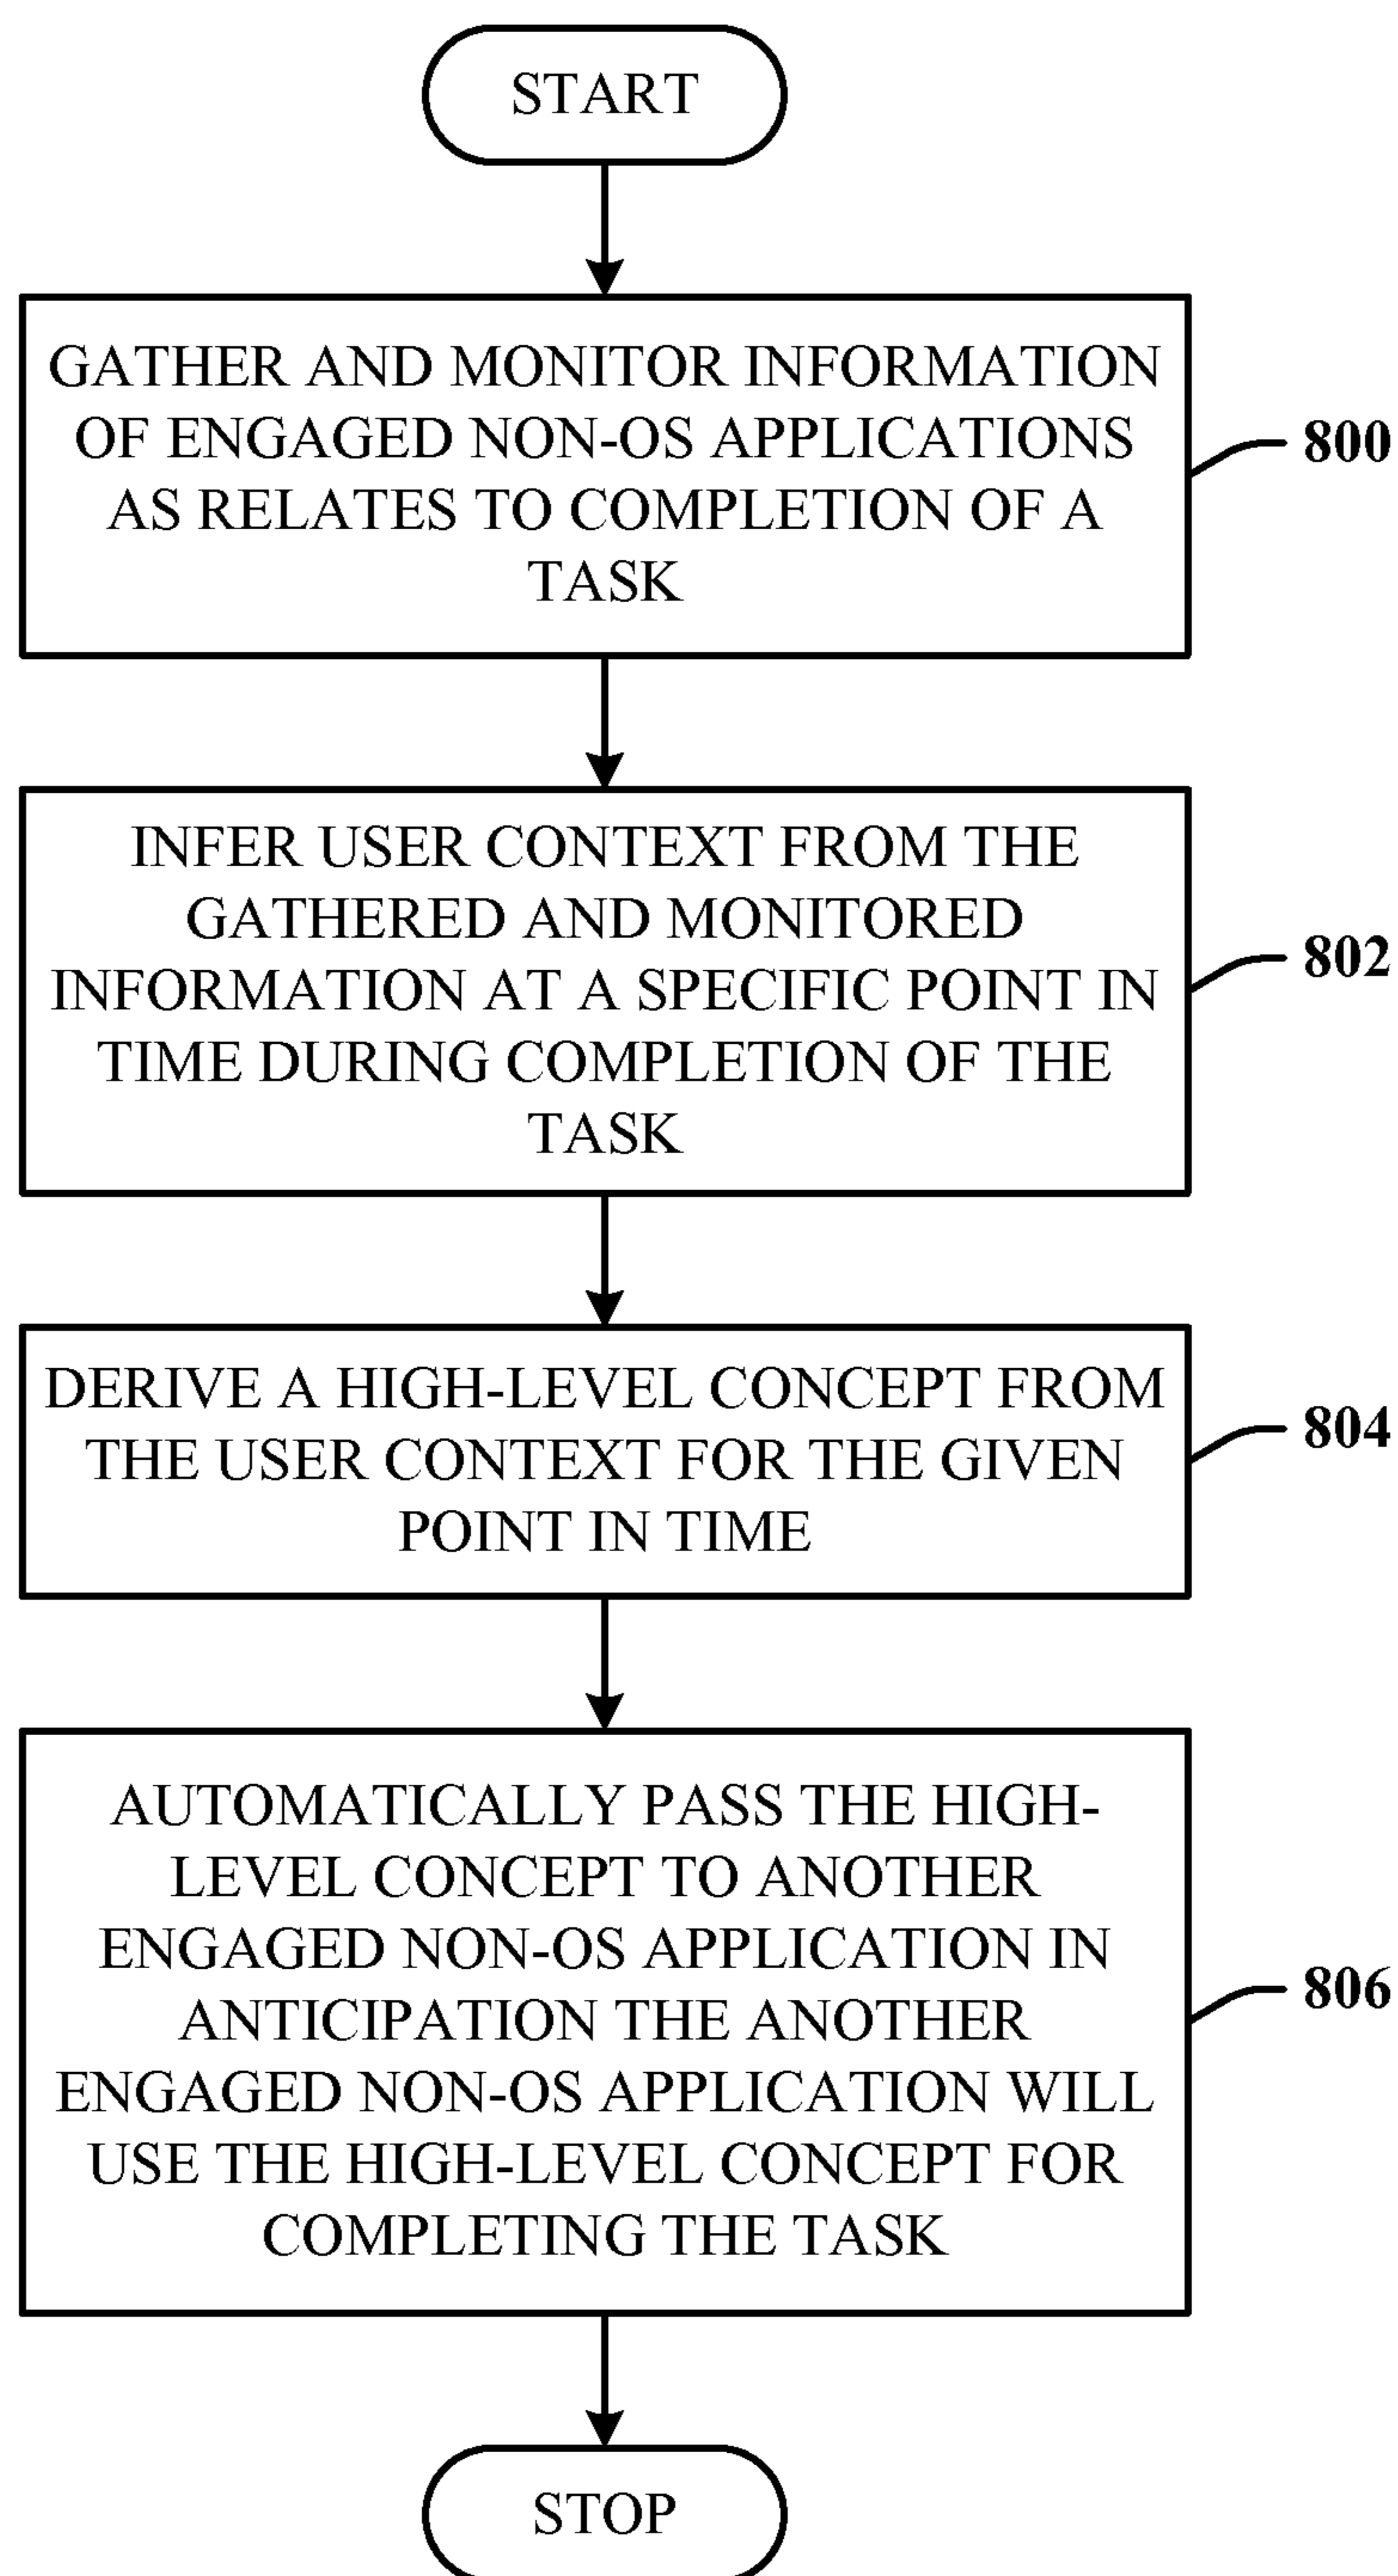 START
GATHER AND MONITOR INFORMATION
OF ENGAGED NON-OS APPLICATIONS
AS RELATES TO COMPLETION OF A
TASK
800
INFER USER CONTEXT FROM THE
GATHERED AND MONITORED
INFORMATION AT A SPECIFIC POINT IN
TIME DURING COMPLETION OF THE
TASK
802
DERIVE A HIGH-LEVEL CONCEPT FROM
THE USER CONTEXT FOR THE GIVEN
POINT IN TIME
804
AUTOMATICALLY PASS THE HIGH-
LEVEL CONCEPT TO ANOTHER
ENGAGED NON-OS APPLICATION IN
ANTICIPATION THE ANOTHER
ENGAGED NON-OS APPLICATION WILL
USE THE HIGH-LEVEL CONCEPT FOR
COMPLETING THE TASK
806
STOP